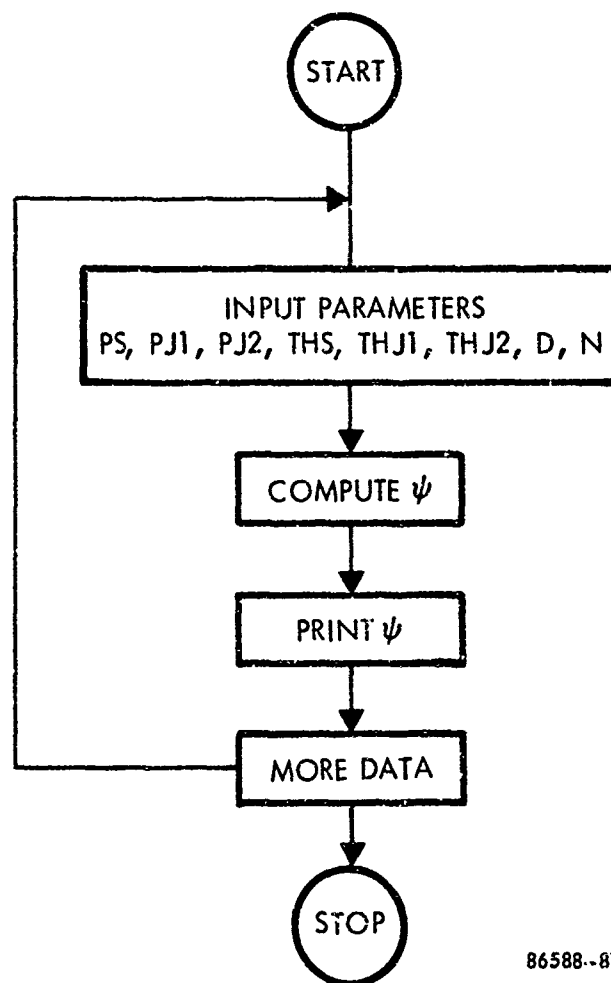 START
INPUT PARAMETERS
PS, PJ1, PJ2, THS, THJ1, THJ2, D, N
COMPUTE ψ
PRINT ψ
MORE DATA
STOP